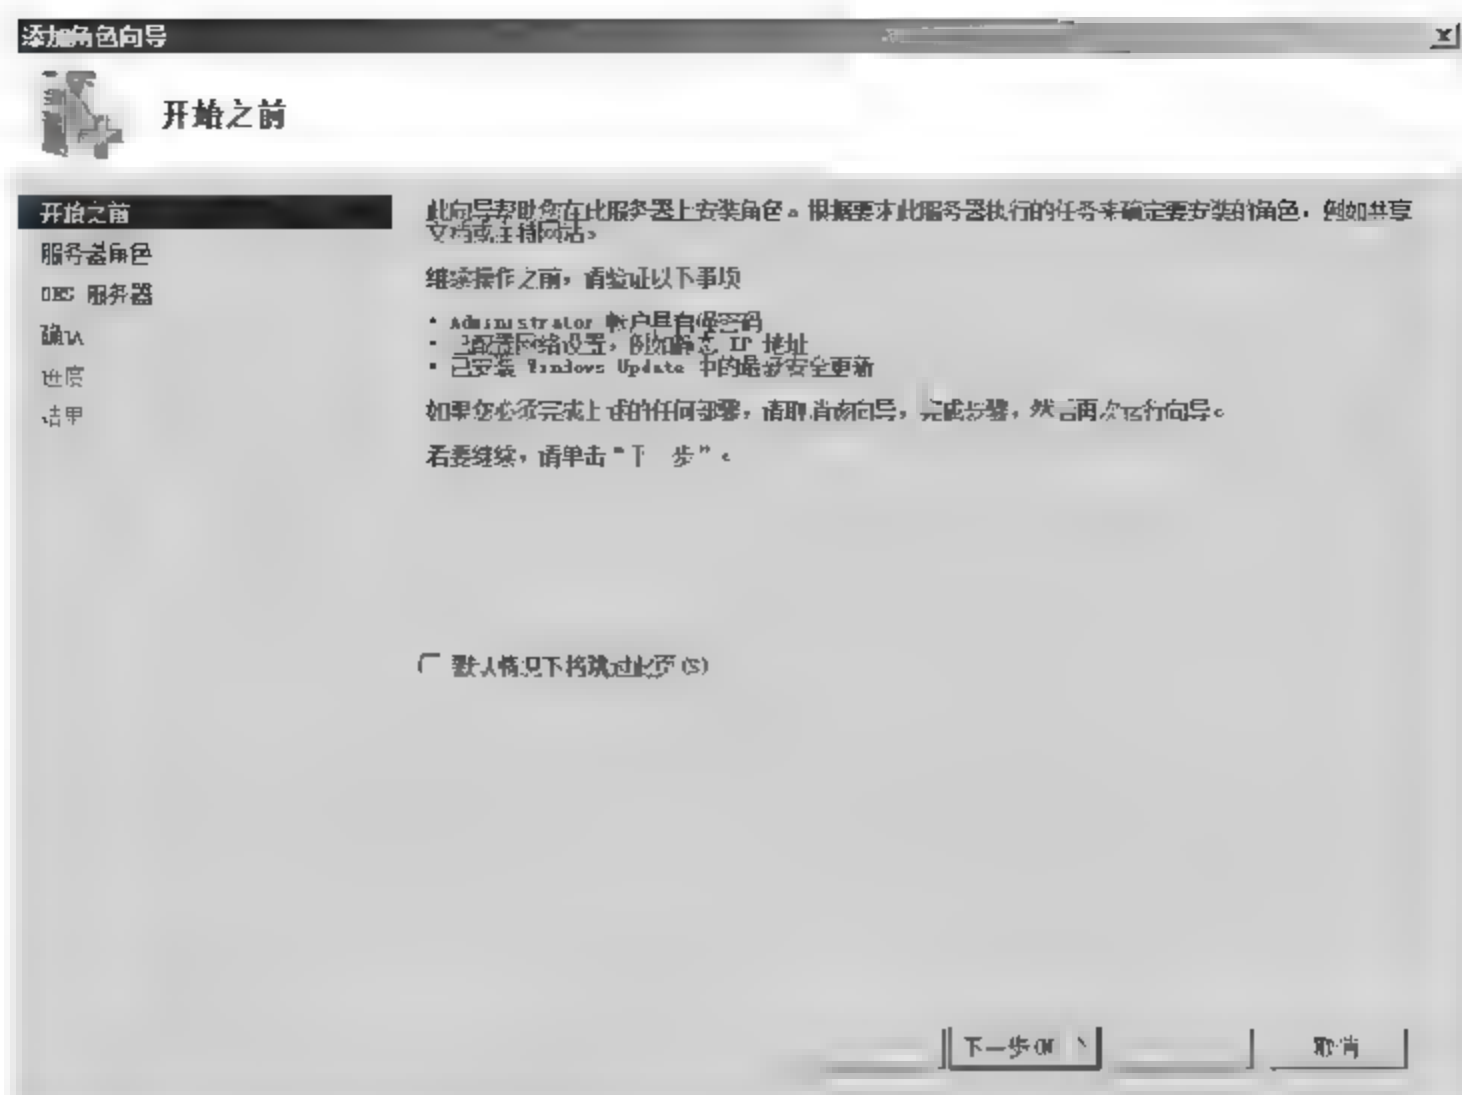 添加角色向导
开始之前
开始之前
服务器角色
DNS 服务器
确认
进度
结果
此向导帮助您在此服务器上安装角色。根据要求此服务器执行的任务来确定要安装的角色，例如共享
文档或主持网站。
继续操作之前，请验证以下事项
• Administrator 帐户具有强密码
• 已配置网络设置，例如静态 IP 地址
• 已安装 Windows Update 中的最新安全更新
如果您必须完成上述的任何步骤，请取消该向导，完成步骤，然后再次运行向导。
若要继续，请单击“下一步”。
默认情况下将跳过此页(S)
下一步(N) >
取消